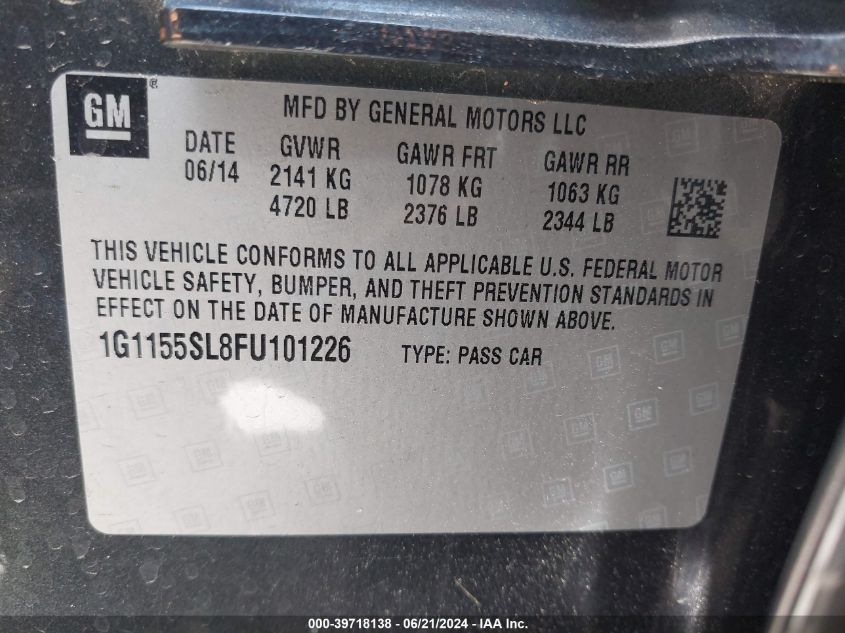 GM ®
MFD BY GENERAL MOTORS LLC
DATE GVWR GAWR FRT GAWR RR
06/14 2141 KG 1078 KG 1063 KG
4720 LB 2376 LB 2344 LB
THIS VEHICLE CONFORMS TO ALL APPLICABLE U.S. FEDERAL MOTOR
VEHICLE SAFETY, BUMPER, AND THEFT PREVENTION STANDARDS IN
EFFECT ON THE DATE OF MANUFACTURE SHOWN ABOVE.
1G1155SL8FU101226 TYPE: PASS CAR
000-39718138 - 06/21/2024 - IAA Inc.